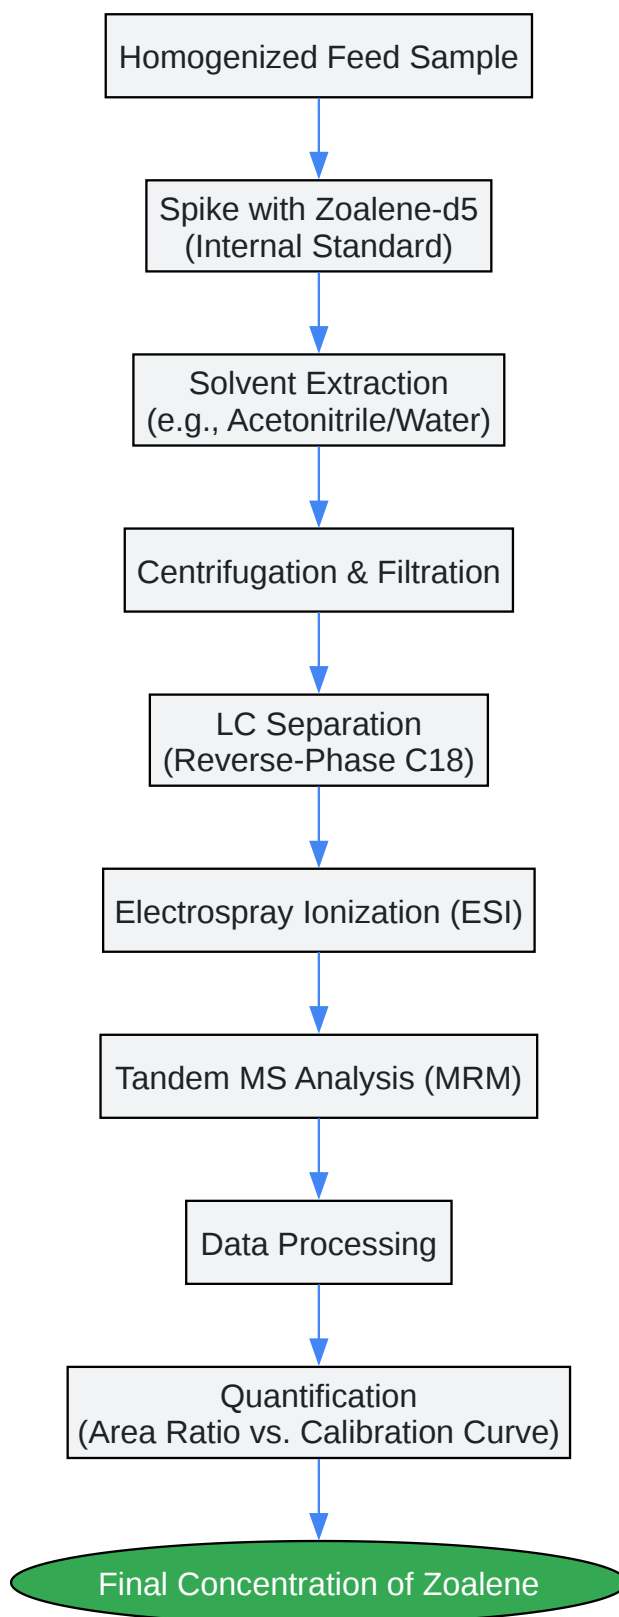 Homogenized Feed Sample
Spike with Zoalene-d5
(Internal Standard)
Solvent Extraction
(e.g., Acetonitrile/Water)
Centrifugation & Filtration
LC Separation
(Reverse-Phase C18)
Electrospray Ionization (ESI)
Tandem MS Analysis (MRM)
Data Processing
Quantification
(Area Ratio vs. Calibration Curve)
Final Concentration of Zoalene